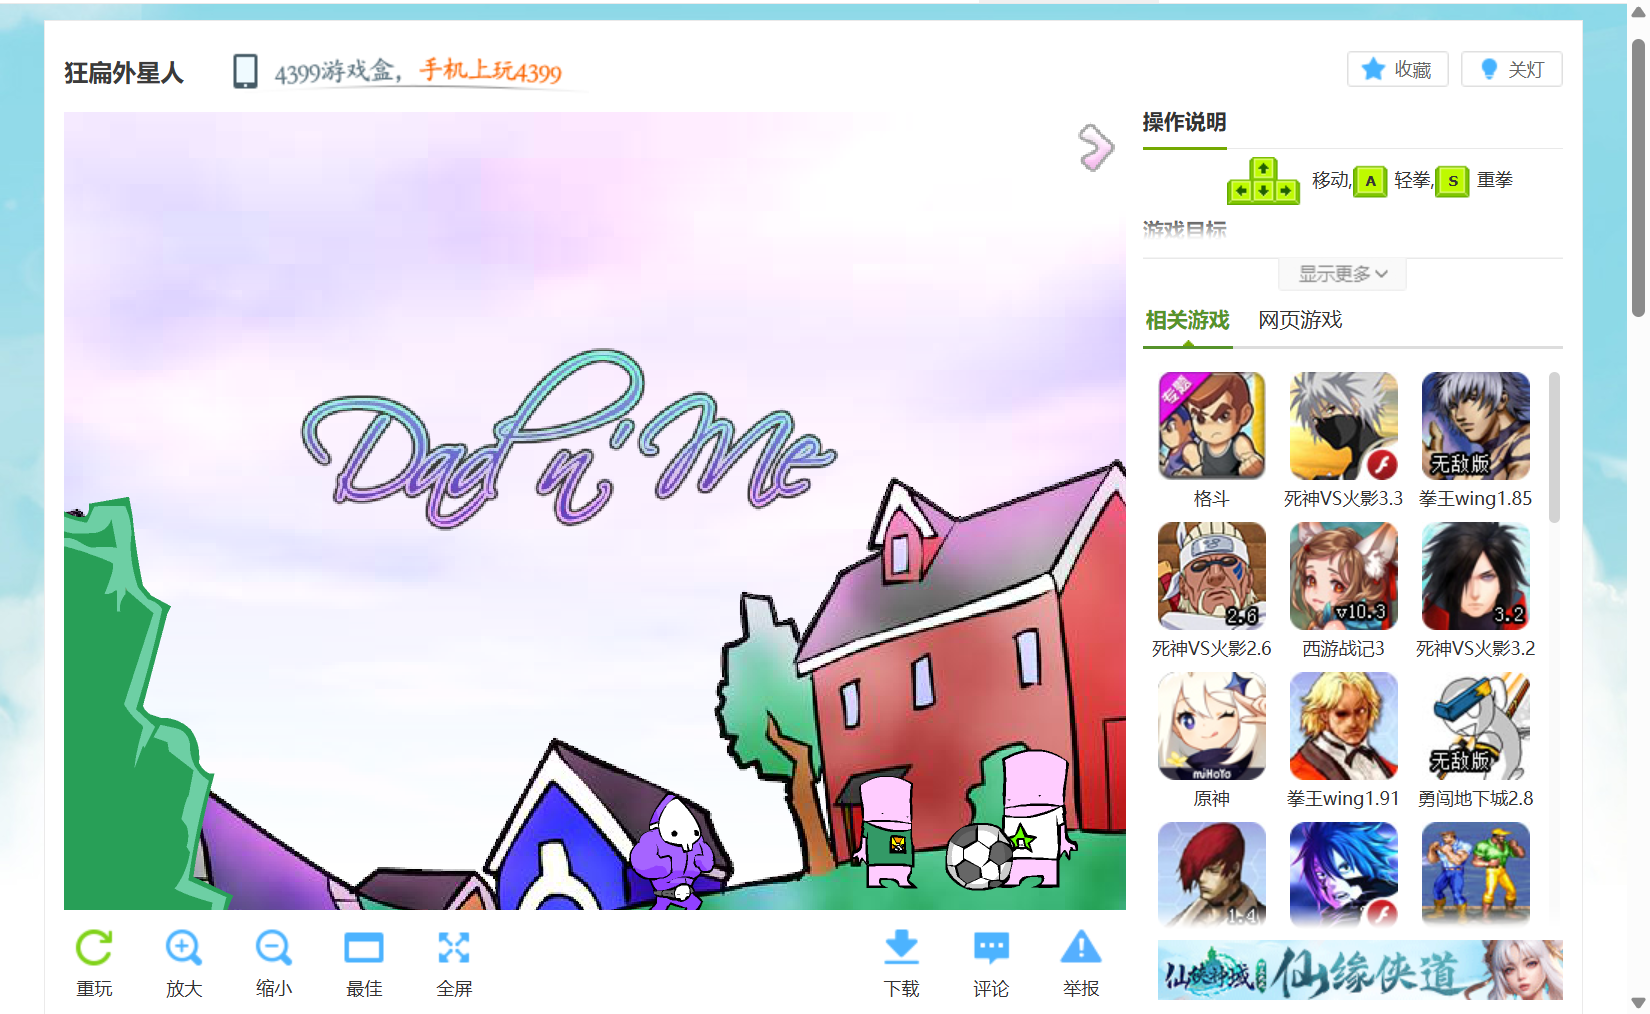 狂扁外星人
4399游戏盒，手机上玩4399
收藏
关灯
操作说明
移动,A 轻拳,S 重拳
游戏目标
显示更多
相关游戏 网页游戏
专题
无敌版
格斗 死神VS火影3.3 拳王wing1.85
2.6 v10.3 3.2
死神VS火影2.6 西游战记3 死神VS火影3.2
miHoYo 无敌版
原神 拳王wing1.91 勇闯地下城2.8
1.4
仙缘侠道
Dad n' Me
重玩 放大 缩小 最佳 全屏 下载 评论 举报